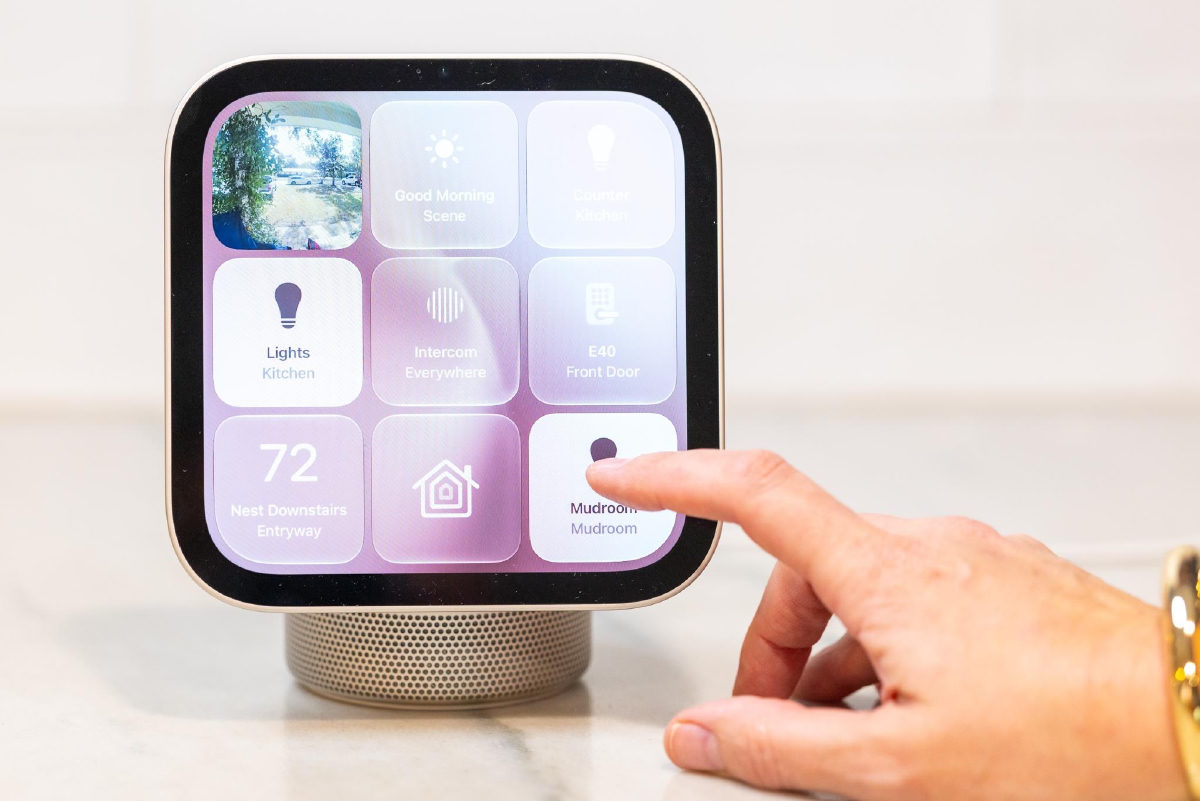 Good Morning
Scene
Counter
Kitchen
Lights
Kitchen
Intercom
Everywhere
E40
Front Door
72
Nest Downstairs
Entryway
Mudroom
Mudroom